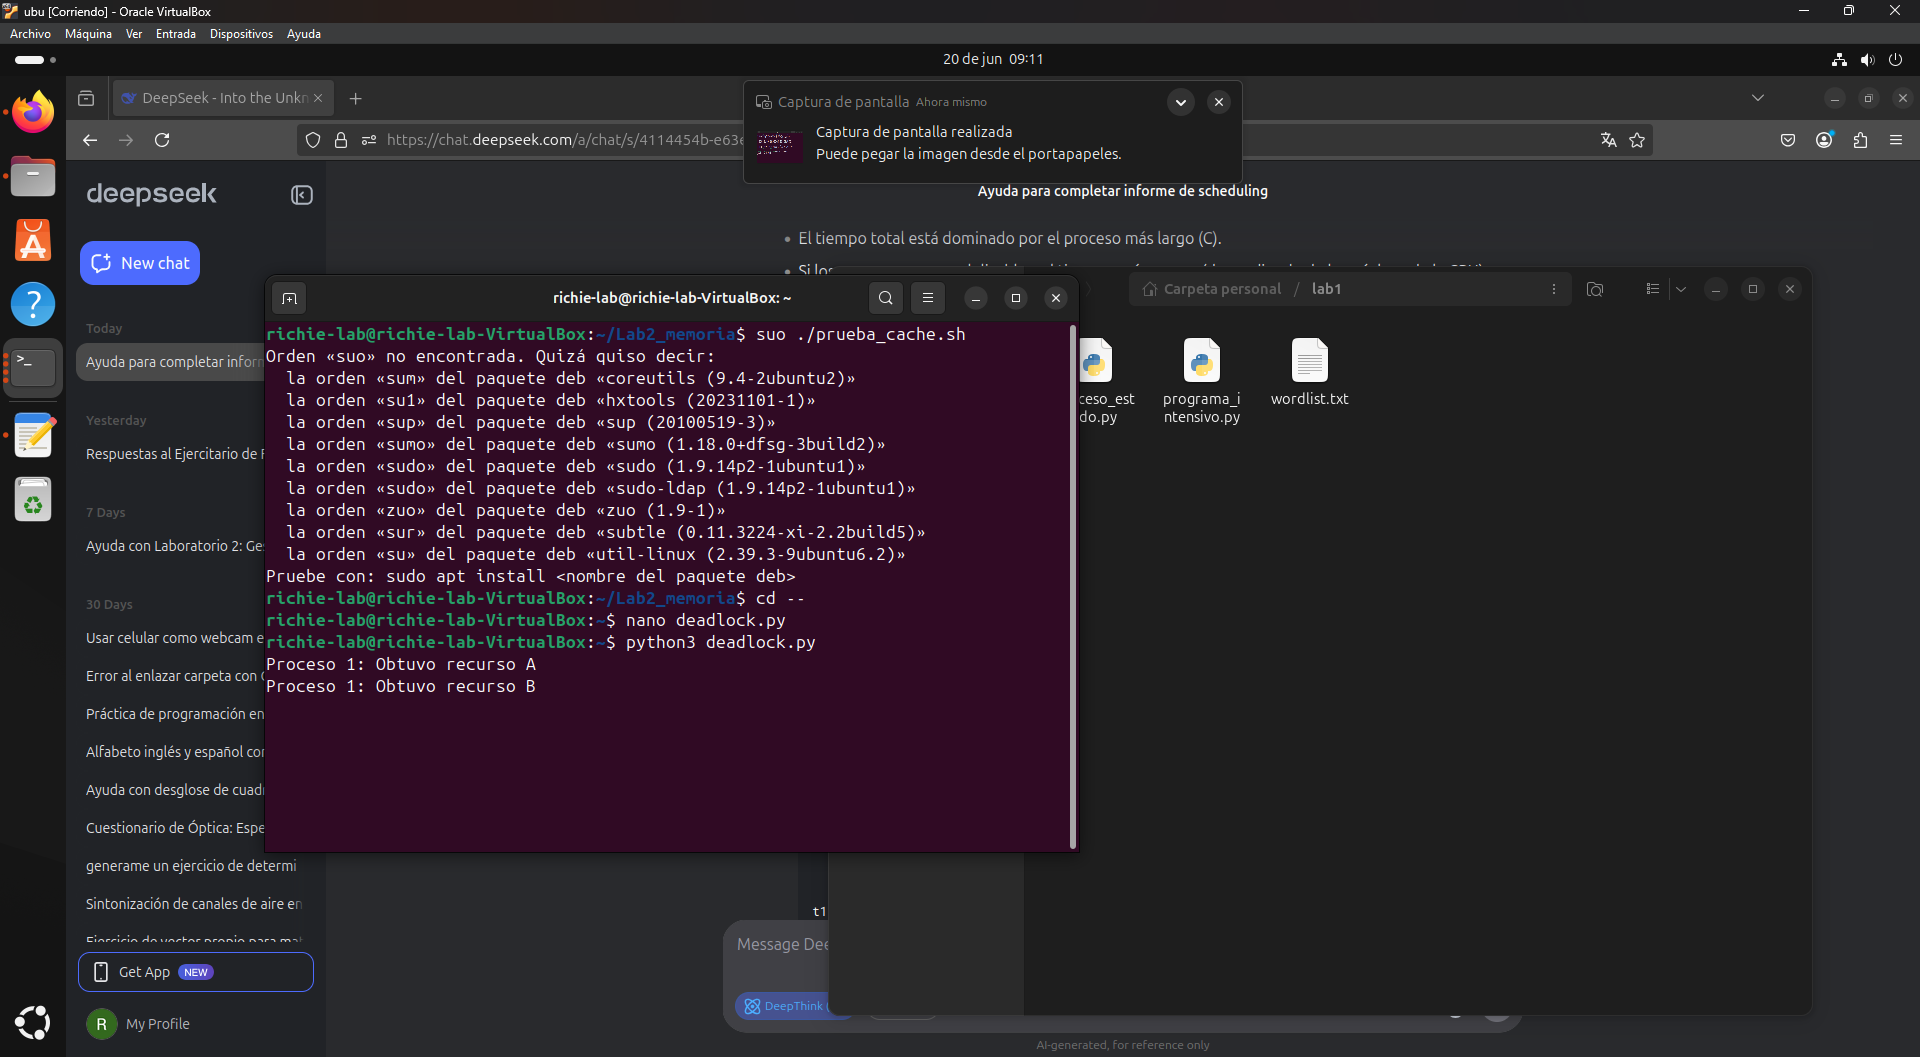 ubu [Corriendo] - Oracle VirtualBox
Archivo Máquina Ver Entrada Dispositivos Ayuda
20 de jun 09:11
DeepSeek - Into the Unkn
https://chat.deepseek.com/a/chat/s/4114454b-e63e
Captura de pantalla Ahora mismo
Captura de pantalla realizada
Puede pegar la imagen desde el portapapeles.
deepseek
New chat
Today
Ayuda para completar inform
Yesterday
Respuestas al Ejercitario de F
7 Days
Ayuda con Laboratorio 2: Ge
30 Days
Usar celular como webcam e
Error al enlazar carpeta con
Práctica de programación en
Alfabeto inglés y español cor
Ayuda con desglose de cuad
Cuestionario de Óptica: Espe
generame un ejercicio de determi
Sintonización de canales de aire en
Ejercicio de vector propio para mat
Get App NEW
R My Profile
Ayuda para completar informe de scheduling
El tiempo total está dominado por el proceso más largo (C).
Si los
richie-lab@richie-lab-VirtualBox: ~
richie-lab@richie-lab-VirtualBox:~/Lab2_memoria$ suo ./prueba_cache.sh
Orden «suo» no encontrada. Quizá quiso decir:
la orden «sum» del paquete deb «coreutils (9.4-2ubuntu2)»
la orden «su1» del paquete deb «hxtools (20231101-1)»
la orden «sup» del paquete deb «sup (20100519-3)»
la orden «sumo» del paquete deb «sumo (1.18.0+dfsg-3build2)»
la orden «sudo» del paquete deb «sudo (1.9.14p2-1ubuntu1)»
la orden «sudo» del paquete deb «sudo-ldap (1.9.14p2-1ubuntu1)»
la orden «zuo» del paquete deb «zuo (1.9-1)»
la orden «sur» del paquete deb «subtle (0.11.3224-xi-2.2build5)»
la orden «su» del paquete deb «util-linux (2.39.3-9ubuntu6.2)»
Pruebe con: sudo apt install <nombre del paquete deb>
richie-lab@richie-lab-VirtualBox:~/Lab2_memoria$ cd --
richie-lab@richie-lab-VirtualBox:~$ nano deadlock.py
richie-lab@richie-lab-VirtualBox:~$ python3 deadlock.py
Proceso 1: Obtuvo recurso A
Proceso 1: Obtuvo recurso B
Carpeta personal / lab1
ceso_est
do.py
programa_i
ntensivo.py
wordlist.txt
t1
Message Dee
DeepThink (
AI-generated, for reference only